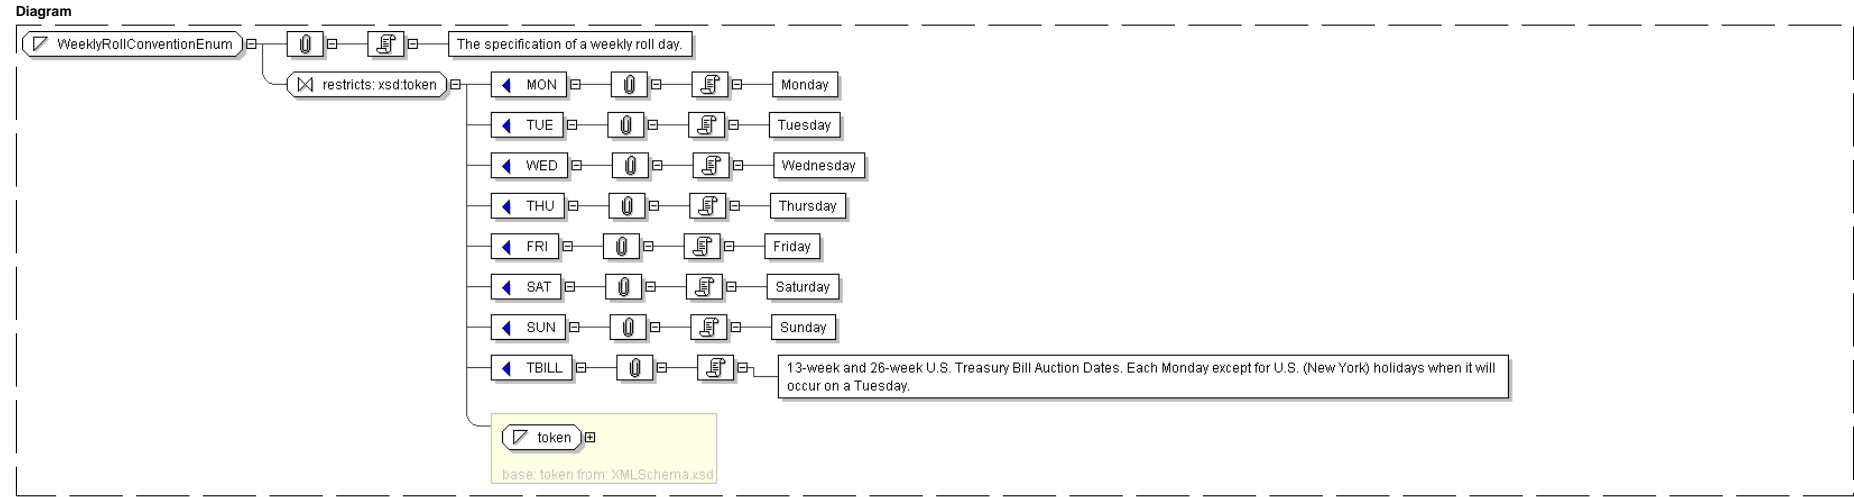 Diagram
WeeklyRollConventionEnum
The specification of a weekly roll day.
restricts: xsd:token
MON
Monday
TUE
Tuesday
WED
Wednesday
THU
Thursday
FRI
Friday
SAT
Saturday
SUN
Sunday
TBILL
13-week and 26-week U.S. Treasury Bill Auction Dates. Each Monday except for U.S. (New York) holidays when it will
occur on a Tuesday.
token
base: token from: XMLSchema.xsd